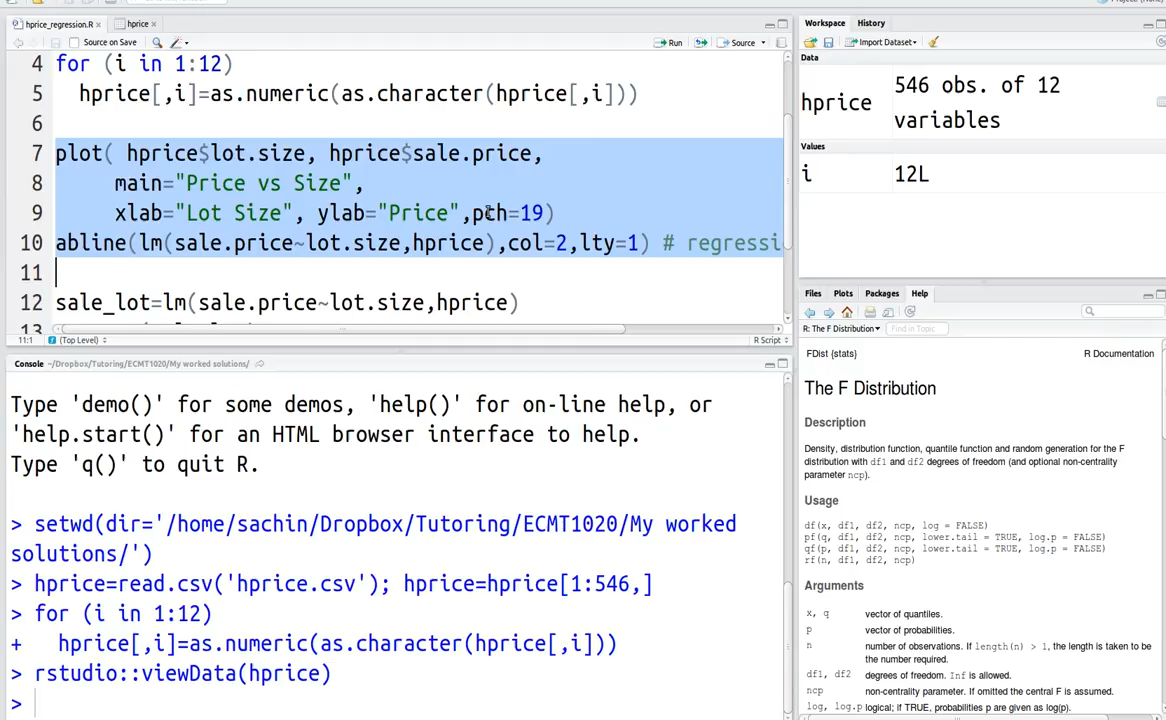 hprice_regression.R × hprice ×
Source on Save
Run Source
4 for (i in 1:12)
5 hprice[,i]=as.numeric(as.character(hprice[,i]))
6
7 plot( hprice$lot.size, hprice$sale.price,
8 main="Price vs Size",
9 xlab="Lot Size", ylab="Price",pch=19)
10 abline(lm(sale.price~lot.size,hprice),col=2,lty=1) # regressi
11
12 sale_lot=lm(sale.price~lot.size,hprice)
13
11:1 (Top Level) R Script
Console ~/Dropbox/Tutoring/ECMT1020/My worked solutions/
Type 'demo()' for some demos, 'help()' for on-line help, or
'help.start()' for an HTML browser interface to help.
Type 'q()' to quit R.
> setwd(dir='/home/sachin/Dropbox/Tutoring/ECMT1020/My worked
solutions/')
> hprice=read.csv('hprice.csv'); hprice=hprice[1:546,]
> for (i in 1:12)
+ hprice[,i]=as.numeric(as.character(hprice[,i]))
> rstudio::viewData(hprice)
>
Workspace History
Import Dataset
Data
hprice 546 obs. of 12
variables
Values
i 12L
Files Plots Packages Help
R: The F Distribution Find in Topic
FDist {stats} R Documentation
The F Distribution
Description
Density, distribution function, quantile function and random generation for the F
distribution with df1 and df2 degrees of freedom (and optional non-centrality
parameter ncp).
Usage
df(x, df1, df2, ncp, log = FALSE)
pf(q, df1, df2, ncp, lower.tail = TRUE, log.p = FALSE)
qf(p, df1, df2, ncp, lower.tail = TRUE, log.p = FALSE)
rf(n, df1, df2, ncp)
Arguments
x, q vector of quantiles.
p vector of probabilities.
n number of observations. If length(n) > 1, the length is taken to be
the number required.
df1, df2 degrees of freedom. Inf is allowed.
ncp non-centrality parameter. If omitted the central F is assumed.
log, log.p logical; if TRUE, probabilities p are given as log(p).